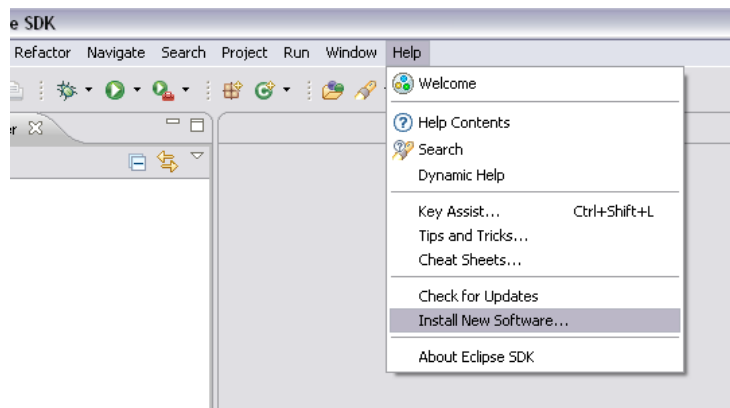 e SDK
Refactor Navigate Search Project Run Window Help
Welcome
Help Contents
Search
Dynamic Help
Key Assist... Ctrl+Shift+L
Tips and Tricks...
Cheat Sheets...
Check for Updates
Install New Software...
About Eclipse SDK